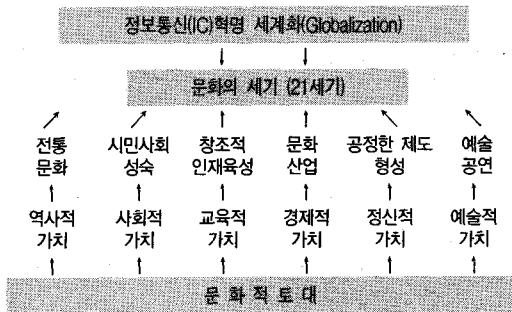 정보통신(IC)혁명 세계화(Globalization)
문화의 세기 (21세기)
전통 시민사회 창조적 문화 공정한 제도 예술
문화 성숙 인재육성 산업 형성 공연
역사적 사회적 교육적 경제적 정신적 예술적
가치 가치 가치 가치 가치 가치
문 화 적 토 대